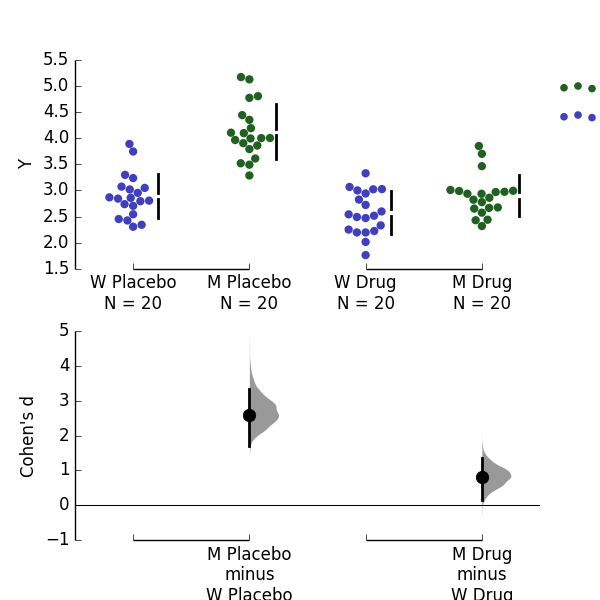 5.5
5.0
4.5
4.0
3.5
3.0
2.5
2.0
1.5
Y
W Placebo
N = 20
M Placebo
N = 20
W Drug
N = 20
M Drug
N = 20
5
4
3
2
1
0
−1
Cohen's d
M Placebo
minus
W Placebo
M Drug
minus
W Drug